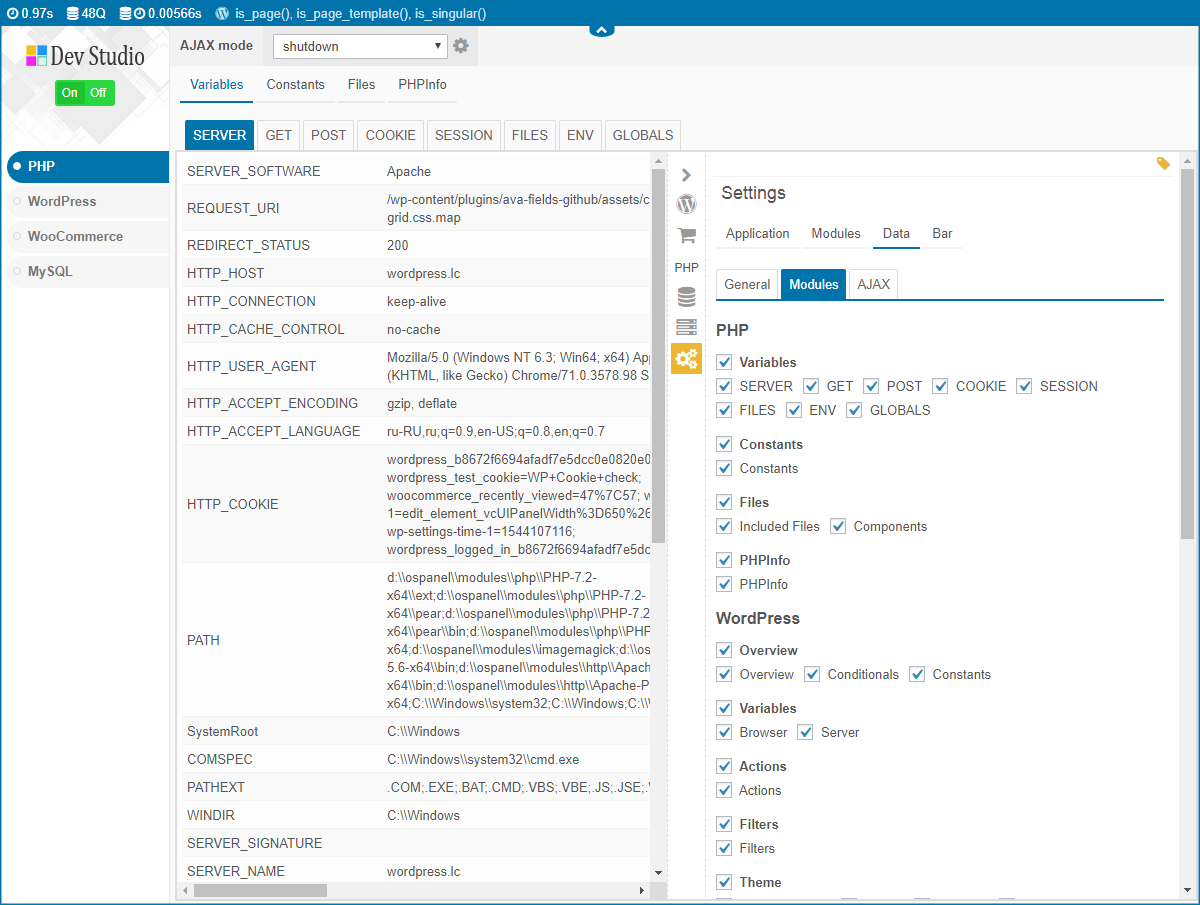 0.97s 48Q 0.00566s is_page(), is_page_template(), is_singular()
Dev Studio
On Off
PHP
WordPress
WooCommerce
MySQL
AJAX mode shutdown
Variables Constants Files PHPInfo
SERVER GET POST COOKIE SESSION FILES ENV GLOBALS
SERVER_SOFTWARE Apache
REQUEST_URI /wp-content/plugins/ava-fields-github/assets/c
grid.css.map
REDIRECT_STATUS 200
HTTP_HOST wordpress.lc
HTTP_CONNECTION keep-alive
HTTP_CACHE_CONTROL no-cache
HTTP_USER_AGENT Mozilla/5.0 (Windows NT 6.3; Win64; x64) App
(KHTML, like Gecko) Chrome/71.0.3578.98 S
HTTP_ACCEPT_ENCODING gzip, deflate
HTTP_ACCEPT_LANGUAGE ru-RU,ru;q=0.9,en-US;q=0.8,en;q=0.7
HTTP_COOKIE wordpress_b8672f6694afadf7e5dcc0e0820e0
wordpress_test_cookie=WP+Cookie+check;
woocommerce_recently_viewed=47%7C57; w
1=edit_element_vcUIPanelWidth%3D650%26
wp-settings-time-1=1544107116;
wordpress_logged_in_b8672f6694afadf7e5dc
PATH d:\\ospanel\\modules\\php\\PHP-7.2-
x64\\ext;d:\\ospanel\\modules\\php\\PHP-7.2-
x64\\pear;d:\\ospanel\\modules\\php\\PHP-7.2
x64\\pear\\bin;d:\\ospanel\\modules\\php\\PHP
x64;d:\\ospanel\\modules\\imagemagick;d:\\os
5.6-x64\\bin;d:\\ospanel\\modules\\http\\Apach
x64\\bin;d:\\ospanel\\modules\\http\\Apache-P
x64;C:\\Windows\\system32;C:\\Windows;C:\\
SystemRoot C:\\Windows
COMSPEC C:\\Windows\\system32\\cmd.exe
PATHEXT .COM;.EXE;.BAT;.CMD;.VBS;.VBE;.JS;.JSE;.
WINDIR C:\\Windows
SERVER_SIGNATURE
SERVER_NAME wordpress.lc
PHP
Settings
Application Modules Data Bar
General Modules AJAX
PHP
Variables
SERVER GET POST COOKIE SESSION
FILES ENV GLOBALS
Constants
Constants
Files
Included Files Components
PHPInfo
PHPInfo
WordPress
Overview
Overview Conditionals Constants
Variables
Browser Server
Actions
Actions
Filters
Filters
Theme